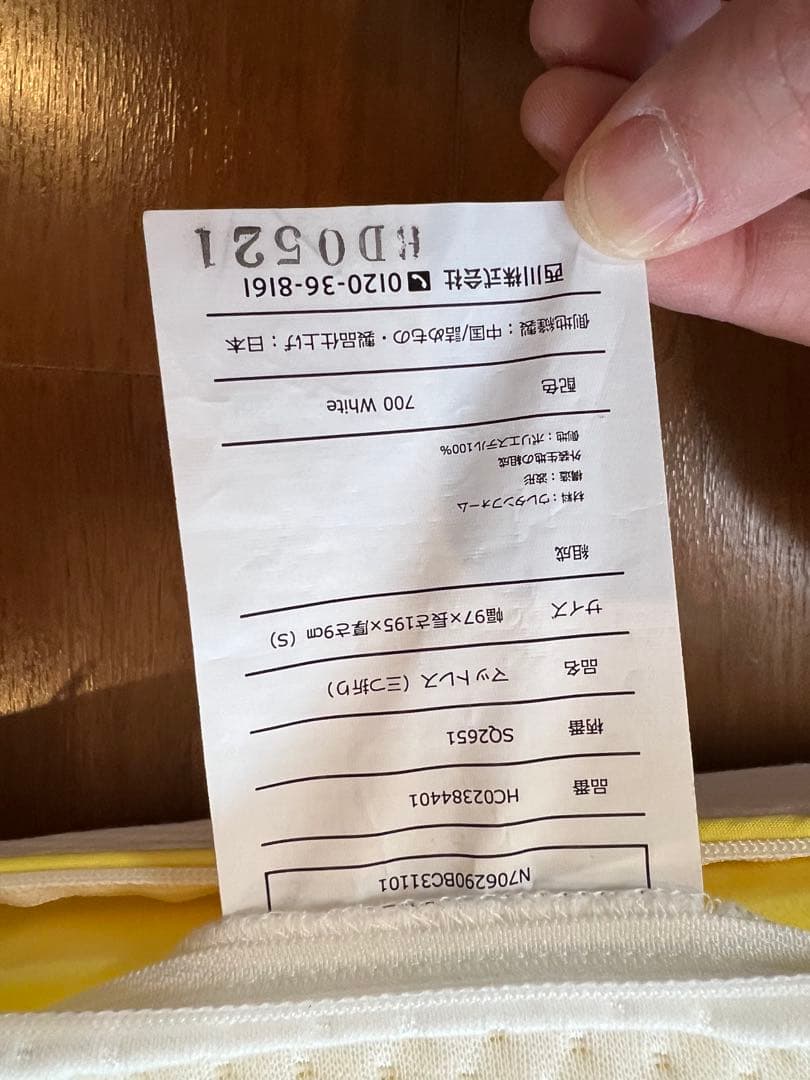 N706290BC31101
品番 HC02384401
柄番 SQ2651
品名 マットレス（三つ折り）
サイズ 幅97×長さ195×厚さ9cm（S）
組成
材料：ウレタンフォーム
構造：波形
外装生地の組成
側地：ポリエステル100%
配色 700 White
側地縫製：中国/詰めもの・製品仕上げ：日本
西川株式会社 0120-36-8161
HD0521